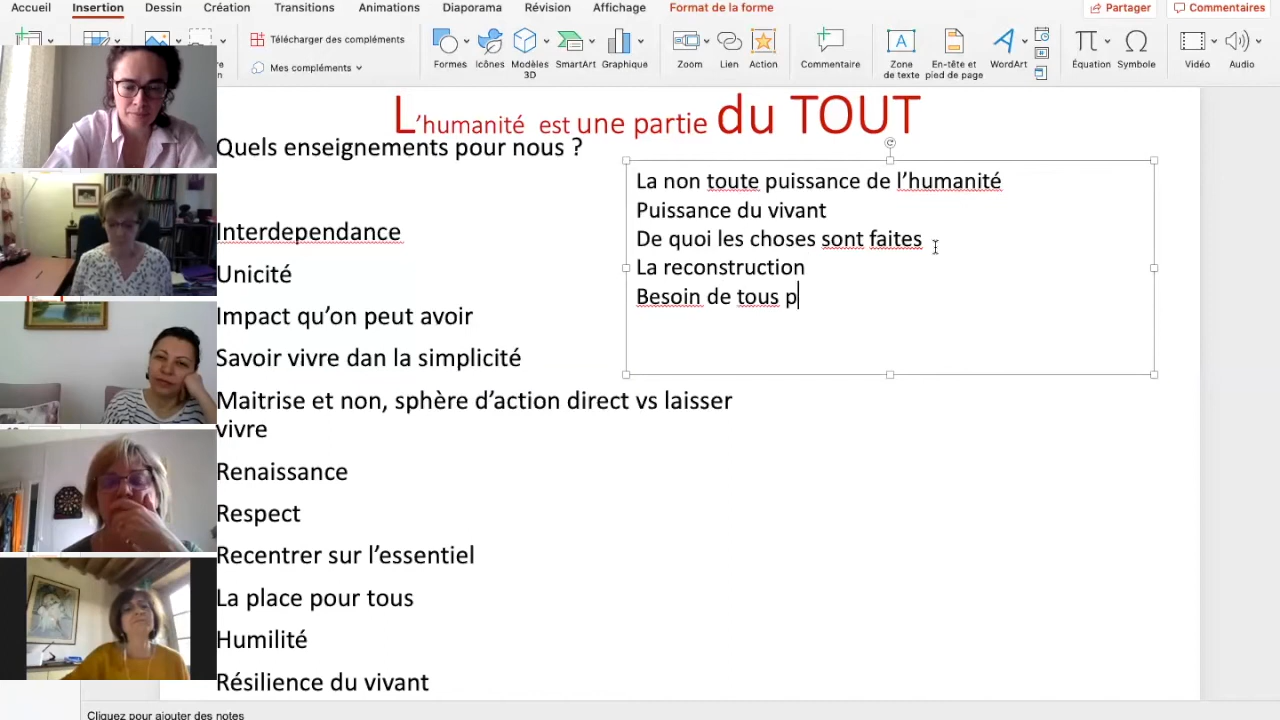 Accueil Insertion Dessin Création Transitions Animations Diaporama Révision Affichage Format de la forme Partager Commentaires
Télécharger des compléments
Mes compléments
Formes Icônes Modèles 3D SmartArt Graphique Zoom Lien Action Commentaire Zone de texte En-tête et pied de page WordArt Équation Symbole Vidéo Audio
L’humanité est une partie du TOUT
Quels enseignements pour nous ?
Interdependance
Unicité
Impact qu’on peut avoir
Savoir vivre dan la simplicité
Maitrise et non, sphère d’action direct vs laisser
vivre
Renaissance
Respect
Recentrer sur l’essentiel
La place pour tous
Humilité
Résilience du vivant
La non toute puissance de l’humanité
Puissance du vivant
De quoi les choses sont faites
La reconstruction
Besoin de tous p
Cliquez pour ajouter des notes